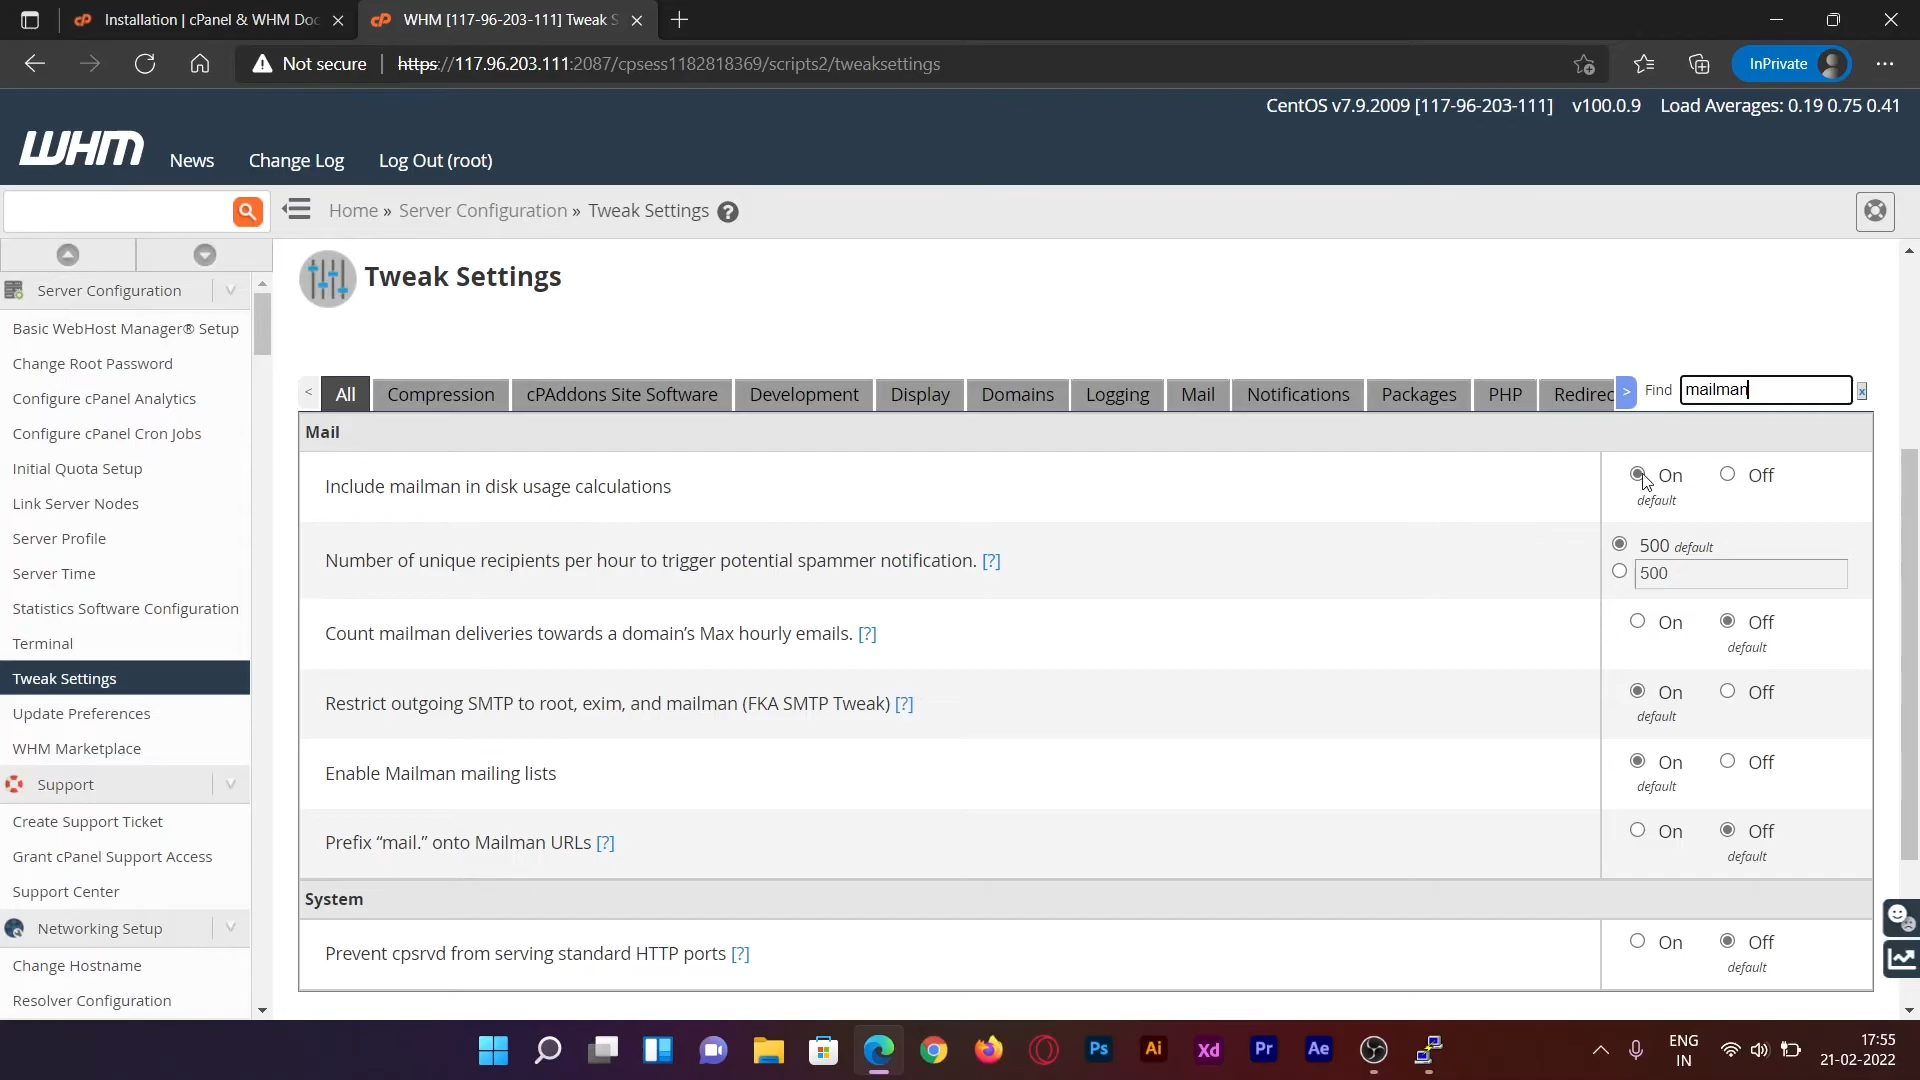 Installation | cPanel & WHM Doc
WHM [117-96-203-111] Tweak S
Not secure
https://117.96.203.111:2087/cpsess1182818369/scripts2/tweaksettings
InPrivate
CentOS v7.9.2009 [117-96-203-111] v100.0.9 Load Averages: 0.19 0.75 0.41
WHM
News Change Log Log Out (root)
Home » Server Configuration » Tweak Settings
Server Configuration
Basic WebHost Manager® Setup
Change Root Password
Configure cPanel Analytics
Configure cPanel Cron Jobs
Initial Quota Setup
Link Server Nodes
Server Profile
Server Time
Statistics Software Configuration
Terminal
Tweak Settings
Update Preferences
WHM Marketplace
Support
Create Support Ticket
Grant cPanel Support Access
Support Center
Networking Setup
Change Hostname
Resolver Configuration
Tweak Settings
< All Compression cPAddons Site Software Development Display Domains Logging Mail Notifications Packages PHP Redirec > Find mailman x
Mail
Include mailman in disk usage calculations On Off
default
Number of unique recipients per hour to trigger potential spammer notification. [?] 500 default
500
Count mailman deliveries towards a domain’s Max hourly emails. [?] On Off
default
Restrict outgoing SMTP to root, exim, and mailman (FKA SMTP Tweak) [?] On Off
default
Enable Mailman mailing lists On Off
default
Prefix “mail.” onto Mailman URLs [?] On Off
default
System
Prevent cpsrvd from serving standard HTTP ports [?] On Off
default
Ps Ai Xd Pr Ae
ENG
IN
17:55
21-02-2022